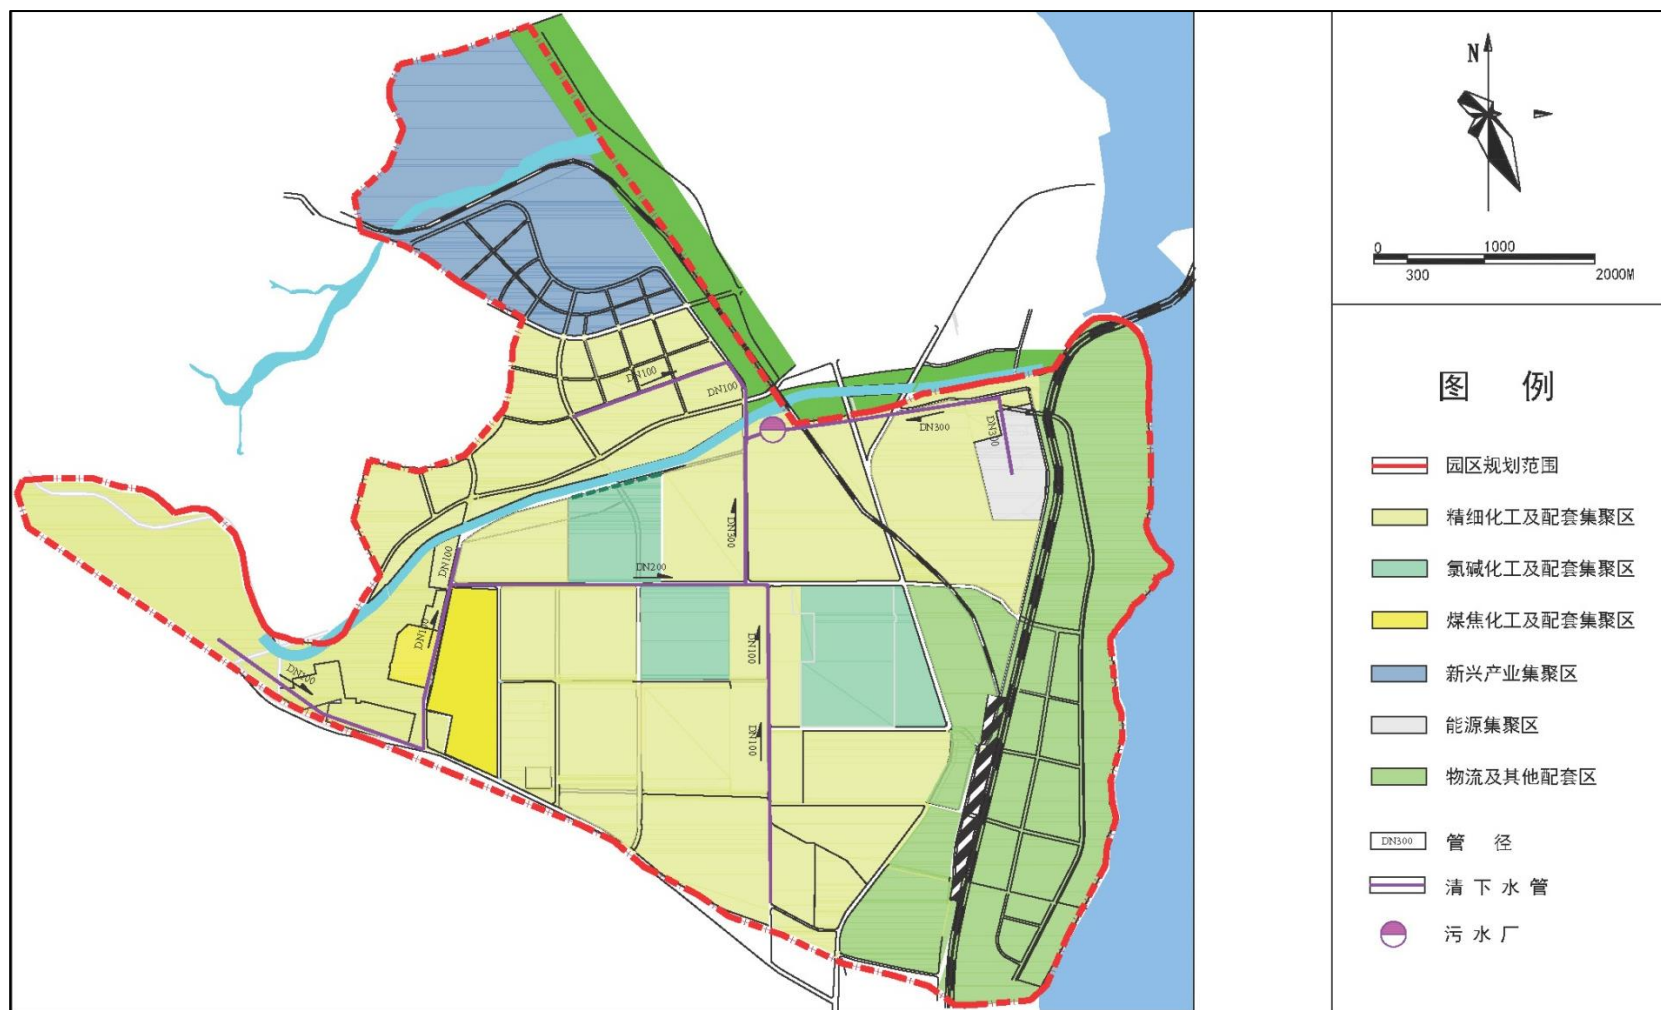 N
0
1000
300
2000M
图 例
园区规划范围
精细化工及配套集聚区
氯碱化工及配套集聚区
煤焦化工及配套集聚区
新兴产业集聚区
能源集聚区
物流及其他配套区
DN300 管 径
清 下 水 管
污 水 厂
DN100
DN100
DN300
DN300
DN300
DN100
DN200
DN100
DN100
DN200
DN100